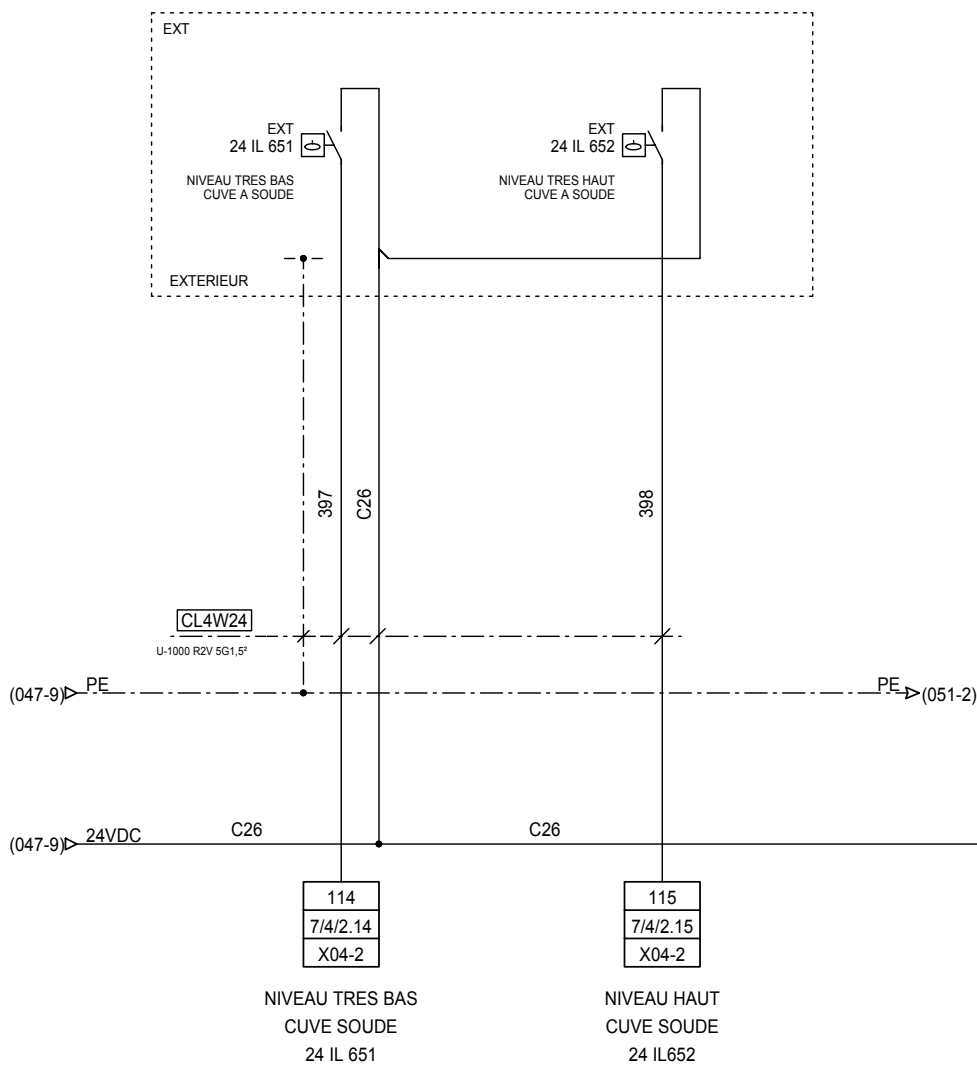 EXT
EXT
24 IL 651
NIVEAU TRES BAS
CUVE A SOUDE
EXT
24 IL 652
NIVEAU TRES HAUT
CUVE A SOUDE
EXTERIEUR
397
C26
398
CL4W24
U-1000 R2V 5G1,5²
(047-9) PE
PE (051-2)
(047-9) 24VDC
C26
C26
114
7/4/2.14
X04-2
115
7/4/2.15
X04-2
NIVEAU TRES BAS
CUVE SOUDE
24 IL 651
NIVEAU HAUT
CUVE SOUDE
24 IL652